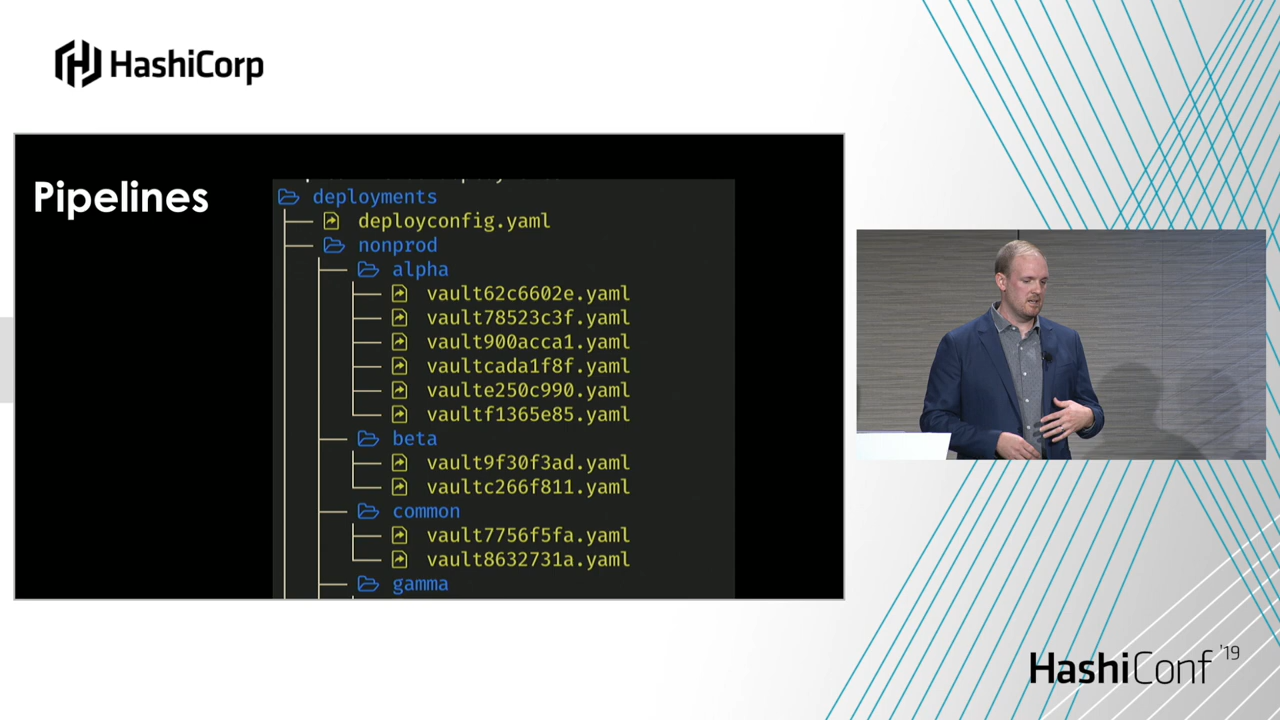 HashiCorp
Pipelines
deployments
deployconfig.yaml
nonprod
alpha
vault62c6602e.yaml
vault78523c3f.yaml
vault900acca1.yaml
vaultcada1f8f.yaml
vaulte250c990.yaml
vaultf1365e85.yaml
beta
vault9f30f3ad.yaml
vaultc266f811.yaml
common
vault7756f5fa.yaml
vault8632731a.yaml
gamma
HashiConf '19